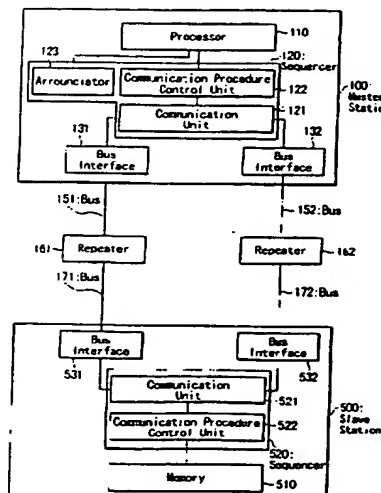 123
Processor
110
120:
Sequencer
Arrounciator
Communication Procedure
Control Unit
122
121
Communication
Unit
100:
Master
Station
131
132
Bus
Interface
Bus
Interface
151:Bus
152:Bus
161
Repeater
Repeater
162
171:Bus
172:Bus
Bus
Interface
Bus
Interface
531
532
Communication
Unit
521
Communication Procedure
Control Unit
522
500:
Slave
Station
520:
Sequencer
Memory
510